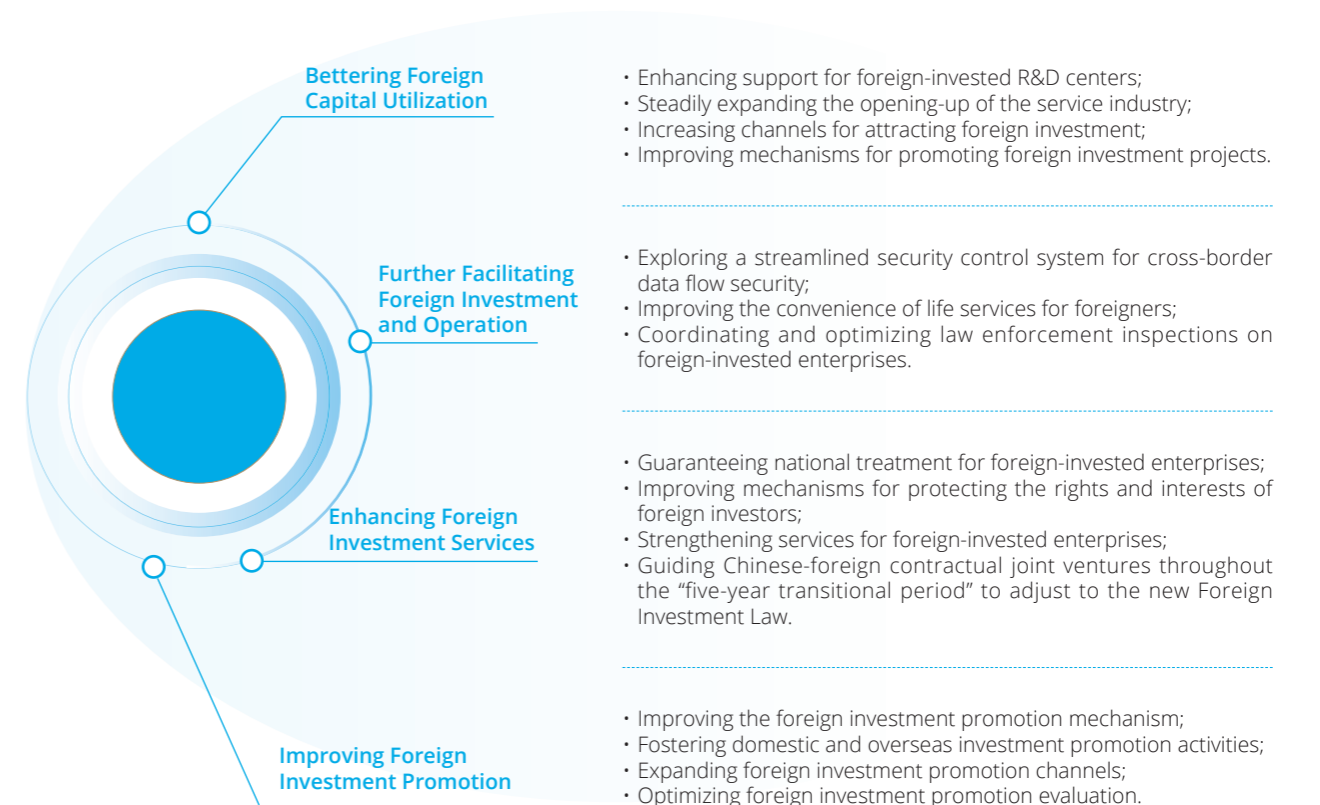 Bettering Foreign
Capital Utilization
• Enhancing support for foreign-invested R&D centers;
• Steadily expanding the opening-up of the service industry;
• Increasing channels for attracting foreign investment;
• Improving mechanisms for promoting foreign investment projects.
Further Facilitating
Foreign Investment
and Operation
• Exploring a streamlined security control system for cross-border
data flow security;
• Improving the convenience of life services for foreigners;
• Coordinating and optimizing law enforcement inspections on
foreign-invested enterprises.
Enhancing Foreign
Investment Services
• Guaranteeing national treatment for foreign-invested enterprises;
• Improving mechanisms for protecting the rights and interests of
foreign investors;
• Strengthening services for foreign-invested enterprises;
• Guiding Chinese-foreign contractual joint ventures throughout
the “five-year transitional period” to adjust to the new Foreign
Investment Law.
Improving Foreign
Investment Promotion
• Improving the foreign investment promotion mechanism;
• Fostering domestic and overseas investment promotion activities;
• Expanding foreign investment promotion channels;
• Optimizing foreign investment promotion evaluation.